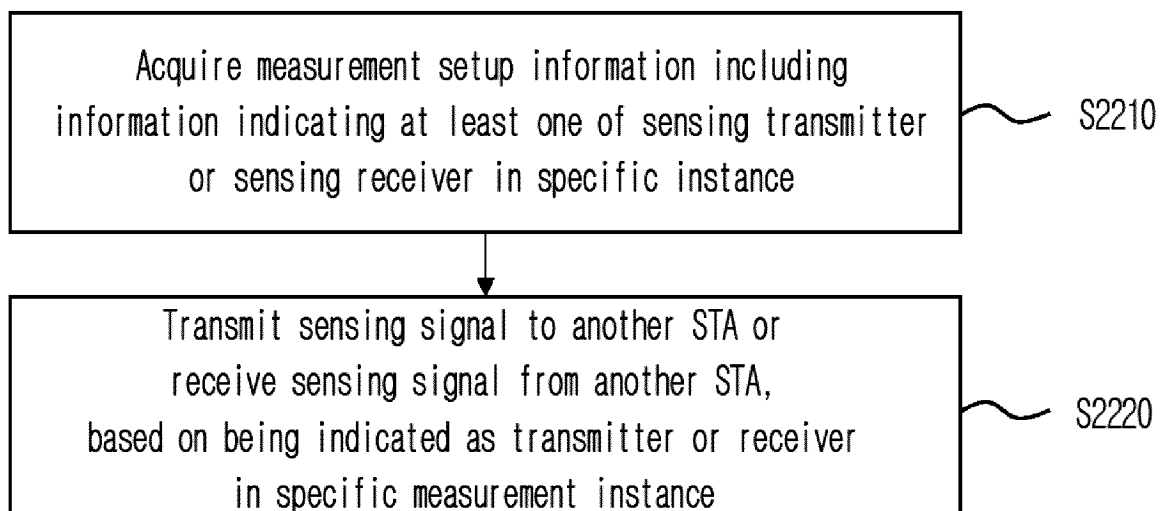 Acquire measurement setup information including
information indicating at least one of sensing transmitter
or sensing receiver in specific instance
S2210
Transmit sensing signal to another STA or
receive sensing signal from another STA,
based on being indicated as transmitter or receiver
in specific measurement instance
S2220